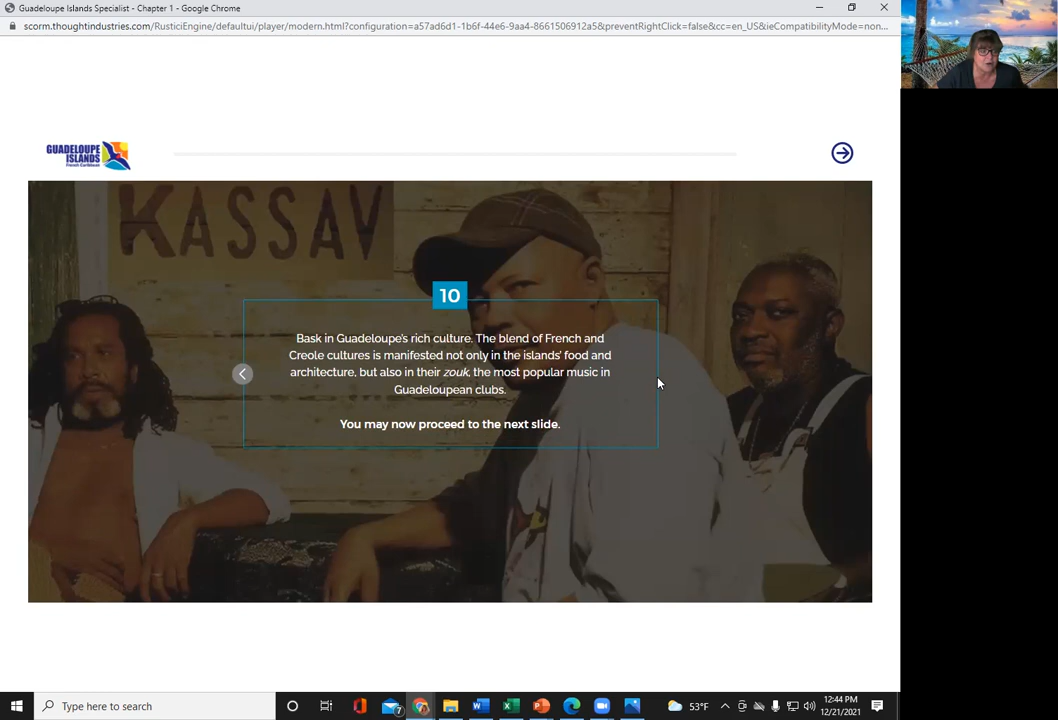 Guadeloupe Islands Specialist - Chapter 1 - Google Chrome
scorm.thoughtindustries.com/RusticiEngine/defaultui/player/modern.html?configuration=a57ad6d1-1b6f-44e6-9aa4-8661506912a5&preventRightClick=false&cc=en_US&ieCompatibilityMode=non...
GUADELOUPE
ISLANDS
French Caribbean
KASSAV
10
Bask in Guadeloupe's rich culture. The blend of French and
Creole cultures is manifested not only in the islands' food and
architecture, but also in their zouk, the most popular music in
Guadeloupean clubs.
You may now proceed to the next slide.
Type here to search
7
53°F
12:44 PM
12/21/2021